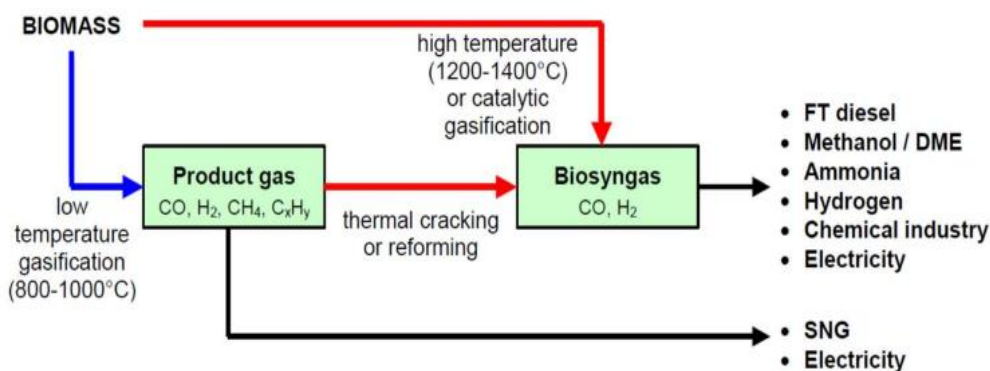 BIOMASS
high temperature
(1200-1400°C)
or catalytic
gasification
low
temperature
gasification
(800-1000°C)
Product gas
CO, H₂, CH₄, CₓHᵧ
thermal cracking
or reforming
Biosyngas
CO, H₂
• FT diesel
• Methanol / DME
• Ammonia
• Hydrogen
• Chemical industry
• Electricity
• SNG
• Electricity